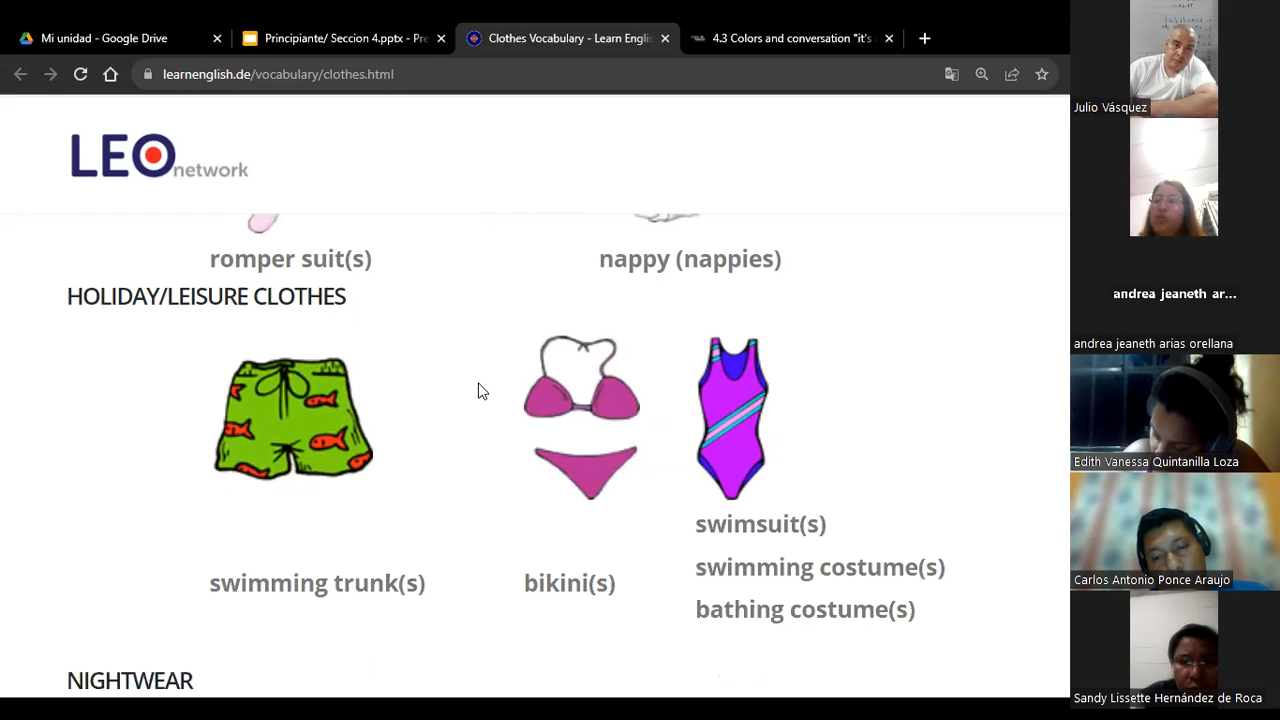 Mi unidad - Google Drive
Principiante/ Seccion 4.pptx - Pre
Clothes Vocabulary - Learn Englis
4.3 Colors and conversation "it's a
learnenglish.de/vocabulary/clothes.html
LEO network
romper suit(s)
nappy (nappies)
HOLIDAY/LEISURE CLOTHES
swimming trunk(s)
bikini(s)
swimsuit(s)
swimming costume(s)
bathing costume(s)
NIGHTWEAR
Julio Vásquez
andrea jeaneth ar...
andrea jeaneth arias orellana
Edith Vanessa Quintanilla Loza
Carlos Antonio Ponce Araujo
Sandy Lissette Hernández de Roca